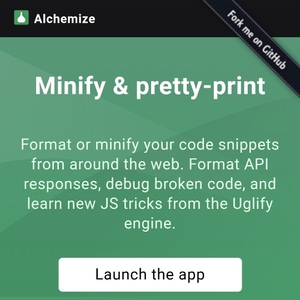 Alchemize
Fork me on GitHub
Minify & pretty-print
Format or minify your code snippets
from around the web. Format API
responses, debug broken code, and
learn new JS tricks from the Uglify
engine.
Launch the app